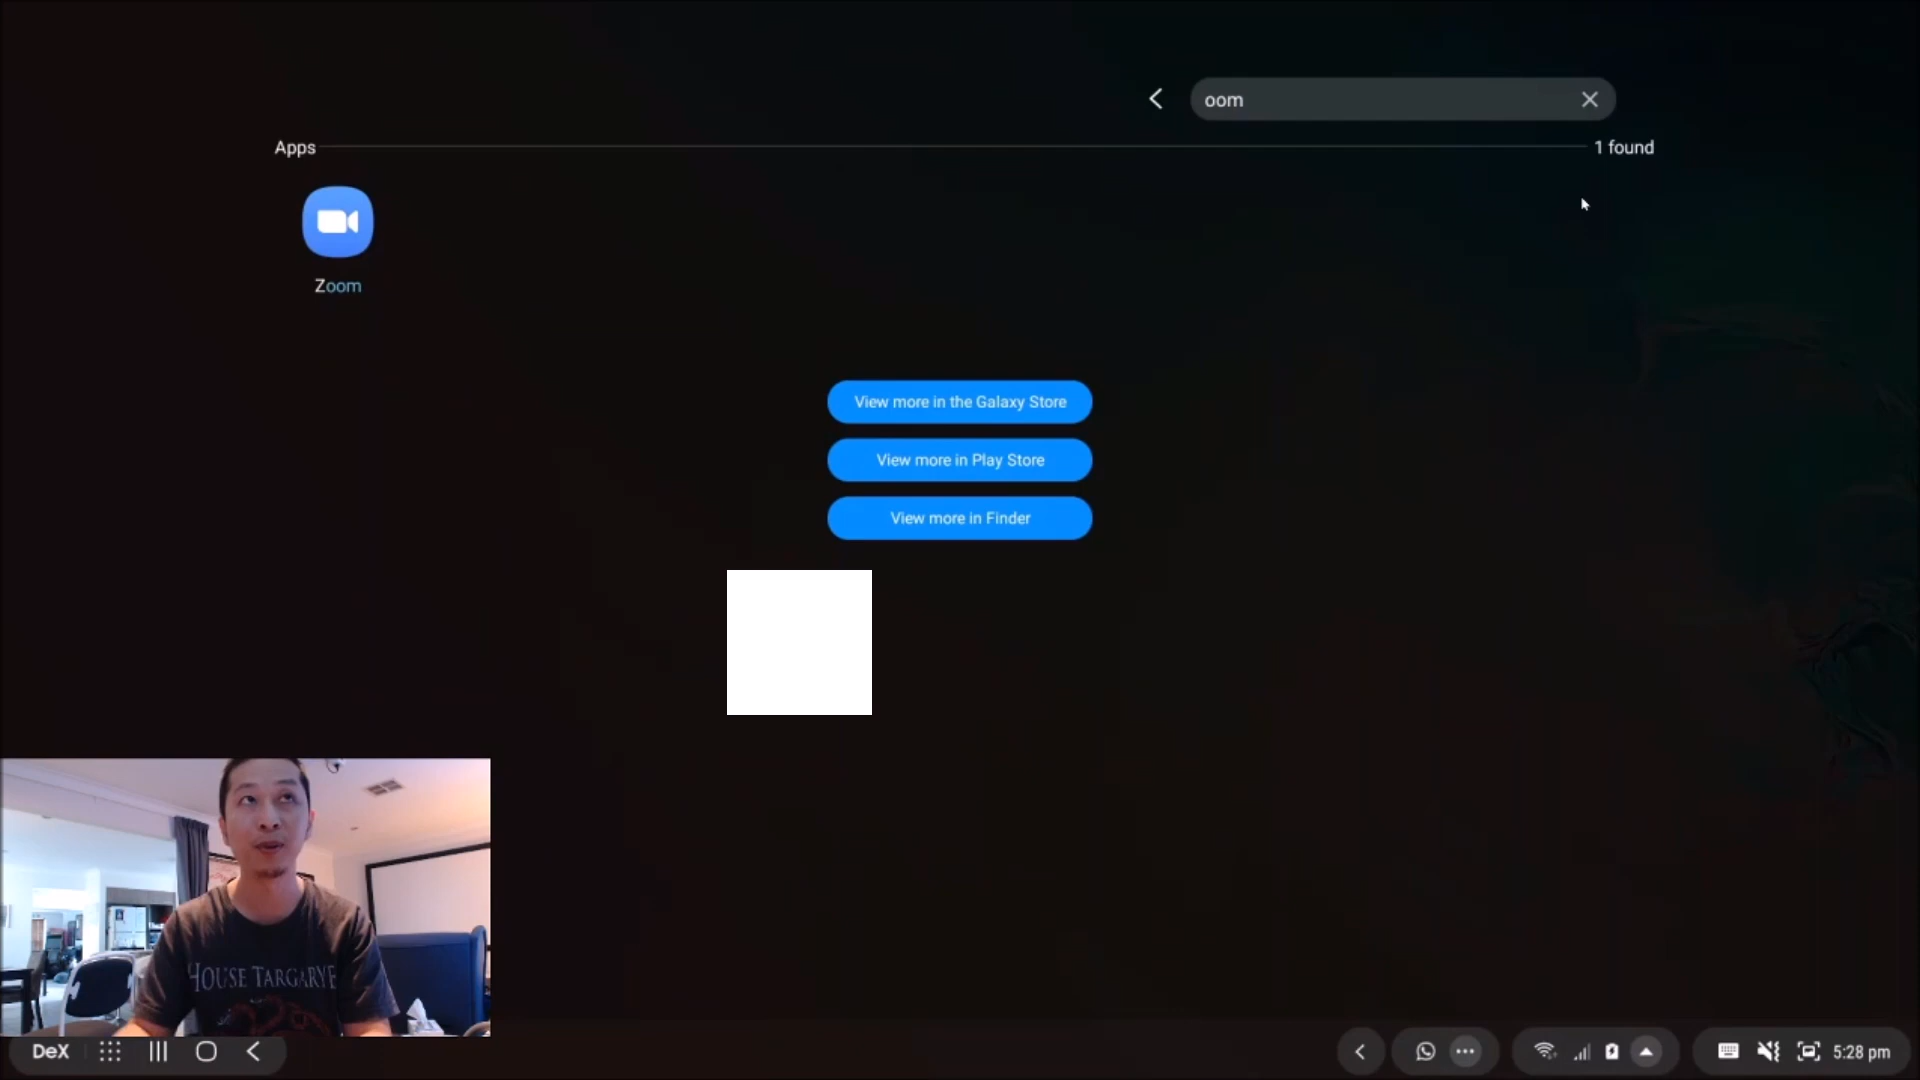 oom
Apps
1 found
Zoom
View more in the Galaxy Store
View more in Play Store
View more in Finder
HOUSE TARGARYE
DeX
5:28 pm